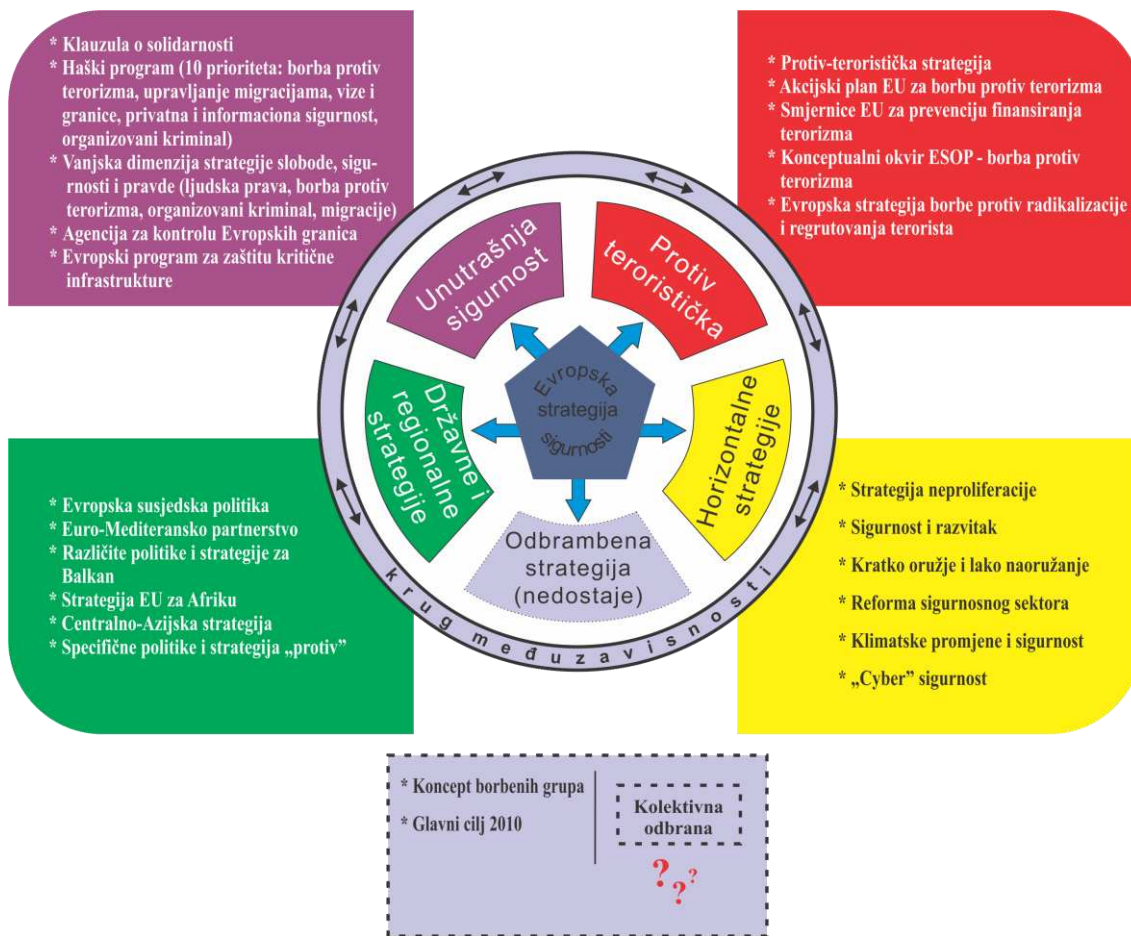 * Klauzula o solidarnosti
* Haški program (10 prioriteta: borba protiv
terorizma, upravljanje migracijama, vize i
granice, privatna i informaciona sigurnost,
organizovani kriminal)
* Vanjska dimenzija strategije slobode, sigu-
rnosti i pravde (ljudska prava, borba protiv
terorizma, organizovani kriminal, migracije)
* Agencija za kontrolu Evropskih granica
* Evropski program za zaštitu kritične
infrastrukture
* Protiv-teroristička strategija
* Akcijski plan EU za borbu protiv terorizma
* Smjernice EU za prevenciju finansiranja
terorizma
* Konceptualni okvir ESOP - borba protiv
terorizma
* Evropska strategija borbe protiv radikalizacije
i regrutovanja terorista
Unutrašnja
sigurnost
Protiv
teroristička
Evropska
strategija
sigurnosti
Državne i
regionalne
strategije
Horizontalne
strategije
Odbrambena
strategija
(nedostaje)
krug međuzavisnosti
* Evropska susjedska politika
* Euro-Mediteransko partnerstvo
* Različite politike i strategije za
Balkan
* Strategija EU za Afriku
* Centralno-Azijska strategija
* Specifične politike i strategija „protiv”
* Strategija neproliferacije
* Sigurnost i razvitak
* Kratko oružje i lako naoružanje
* Reforma sigurnosnog sektora
* Klimatske promjene i sigurnost
* „Cyber” sigurnost
* Koncept borbenih grupa
* Glavni cilj 2010
Kolektivna
odbrana
? ? ?